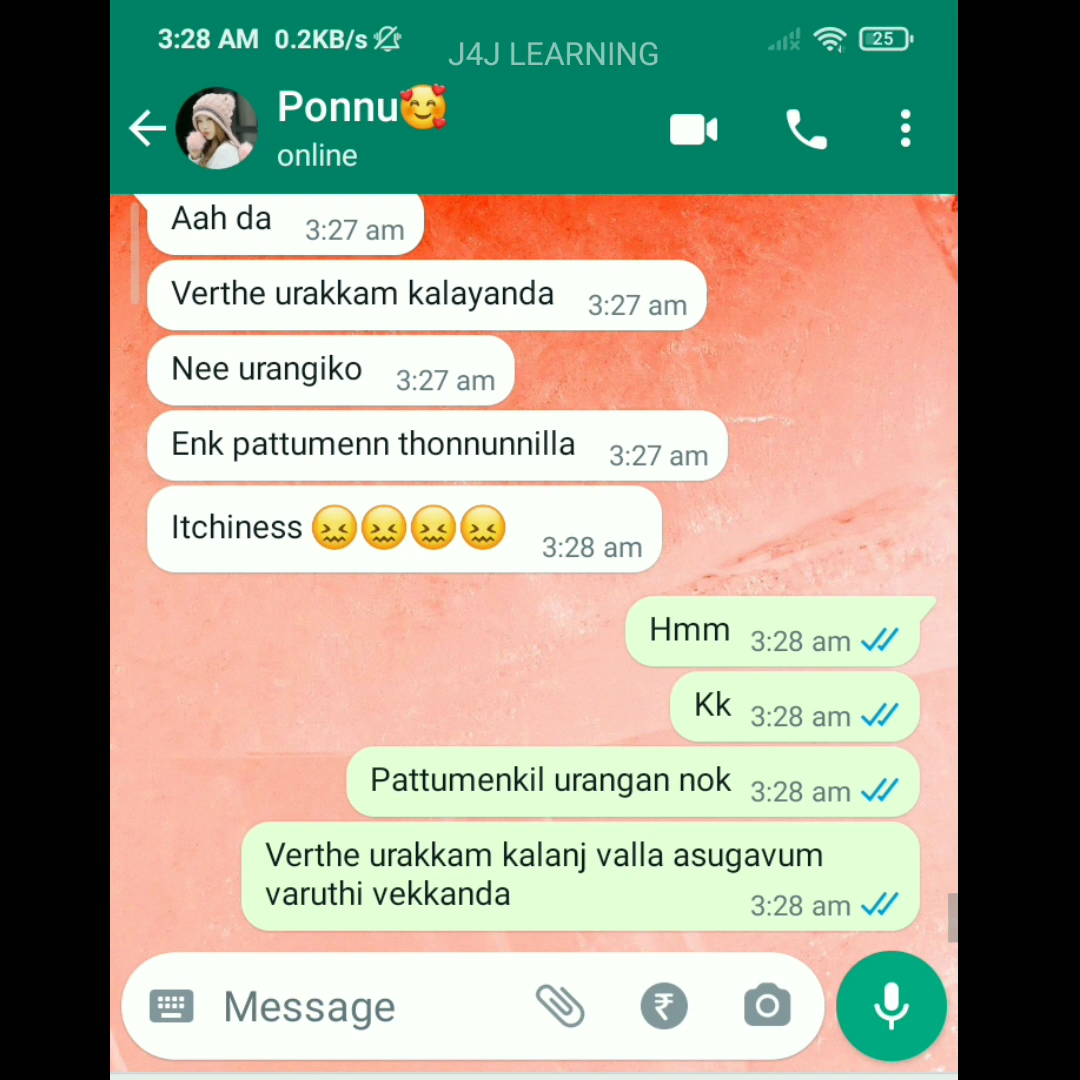 3:28 AM 0.2KB/s 25
J4J LEARNING
Ponnu🥰
online
Aah da 3:27 am
Verthe urakkam kalayanda 3:27 am
Nee urangiko 3:27 am
Enk pattumenn thonnunnilla 3:27 am
Itchiness 😖😖😖😖 3:28 am
Hmm 3:28 am
Kk 3:28 am
Pattumenkil urangan nok 3:28 am
Verthe urakkam kalanj valla asugavum
varuthi vekkanda 3:28 am
Message ₹